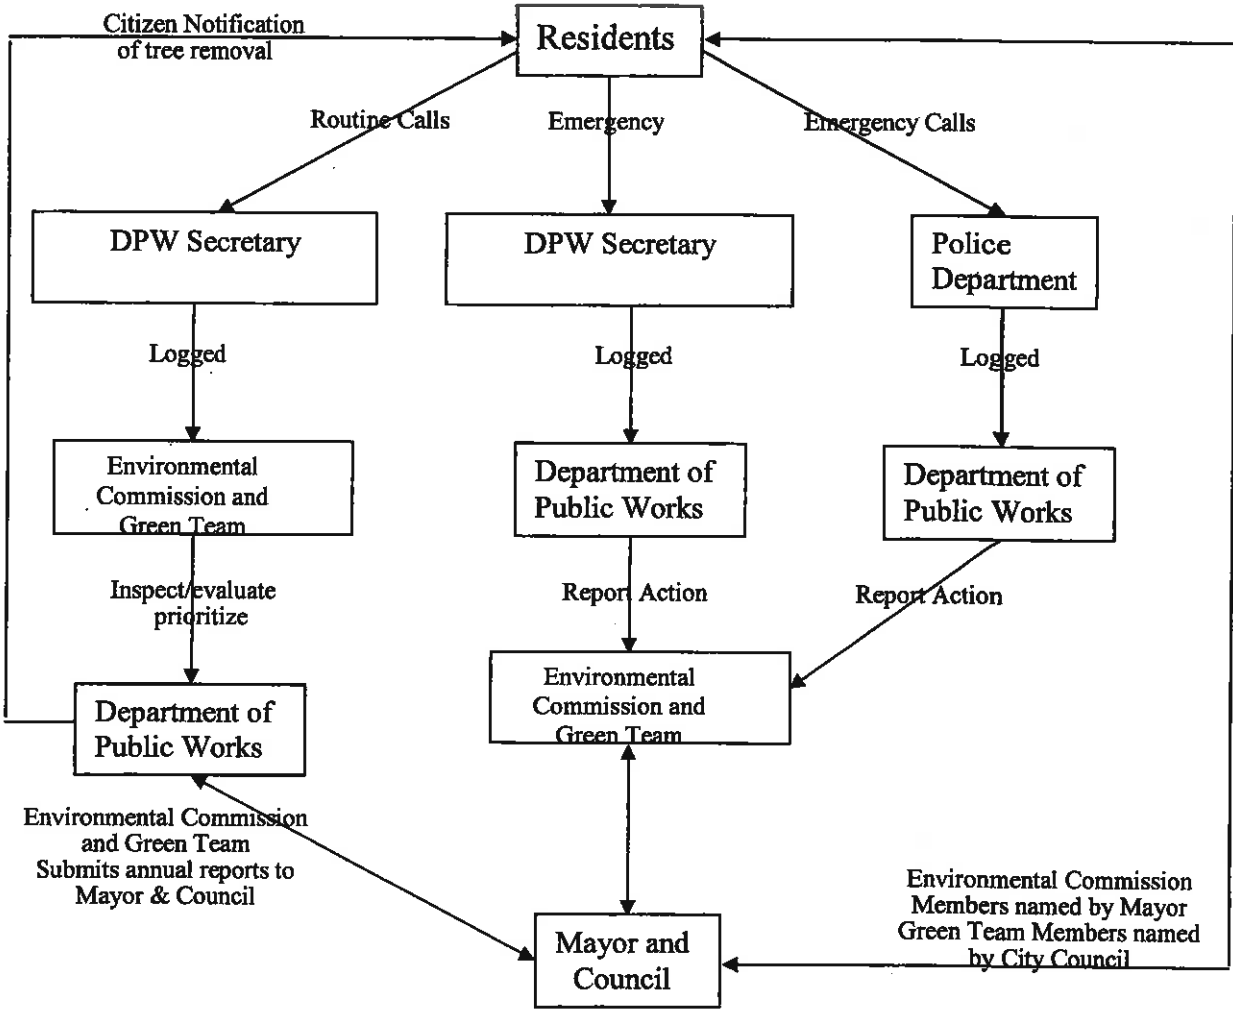 Citizen Notification
of tree removal
Residents
Routine Calls
Emergency
Emergency Calls
DPW Secretary
DPW Secretary
Police
Department
Logged
Logged
Logged
Environmental
Commission and
Green Team
Department of
Public Works
Department of
Public Works
Inspect/evaluate
prioritize
Report Action
Report Action
Environmental
Commission and
Green Team
Department of
Public Works
Environmental Commission
and Green Team
Submits annual reports to
Mayor & Council
Environmental Commission
Members named by Mayor
Green Team Members named
by City Council
Mayor and
Council